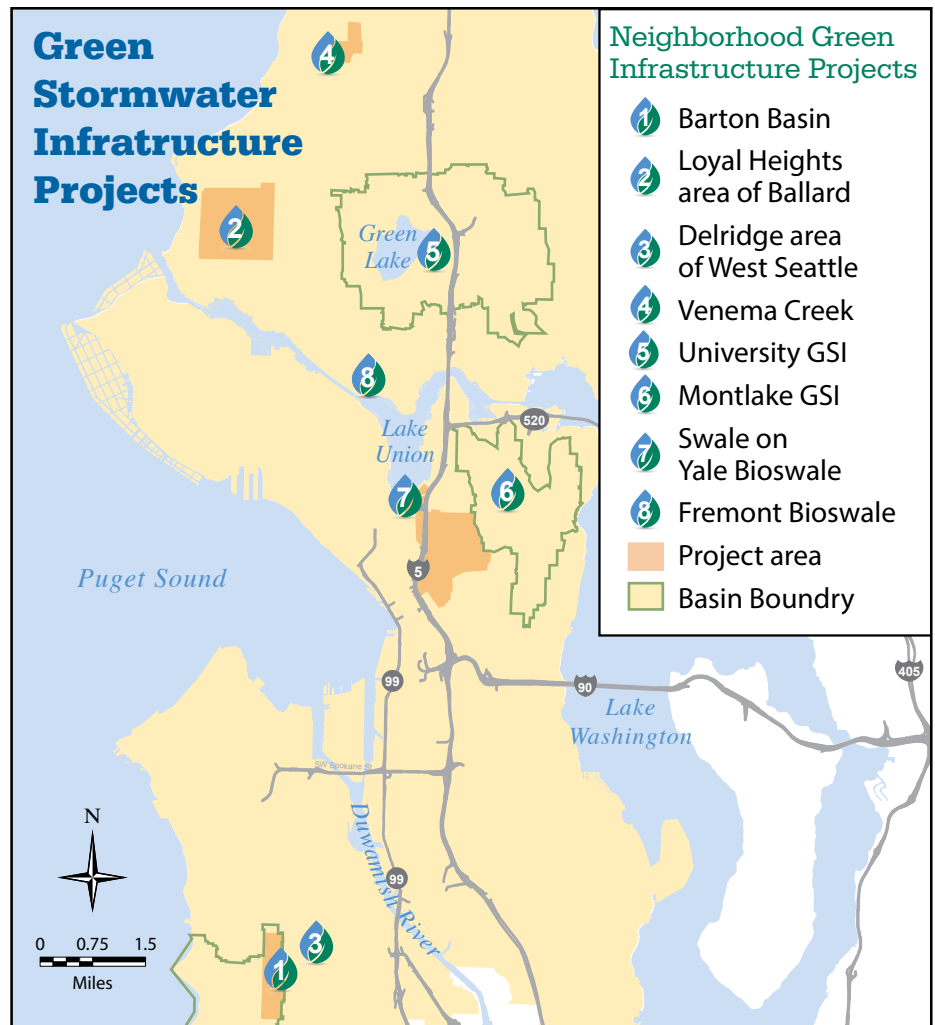 Green
Stormwater
Infratructure
Projects
Neighborhood Green
Infrastructure Projects
1 Barton Basin
2 Loyal Heights
area of Ballard
3 Delridge area
of West Seattle
4 Venema Creek
5 University GSI
6 Montlake GSI
7 Swale on
Yale Bioswale
8 Fremont Bioswale
Project area
Basin Boundry
4
2
Green
Lake
5
8
520
Lake
Union
7
6
5
Puget Sound
99
90
405
Lake
Washington
SW Spokane St
Duwamish River
99
N
0 0.75 1.5
Miles
3
1